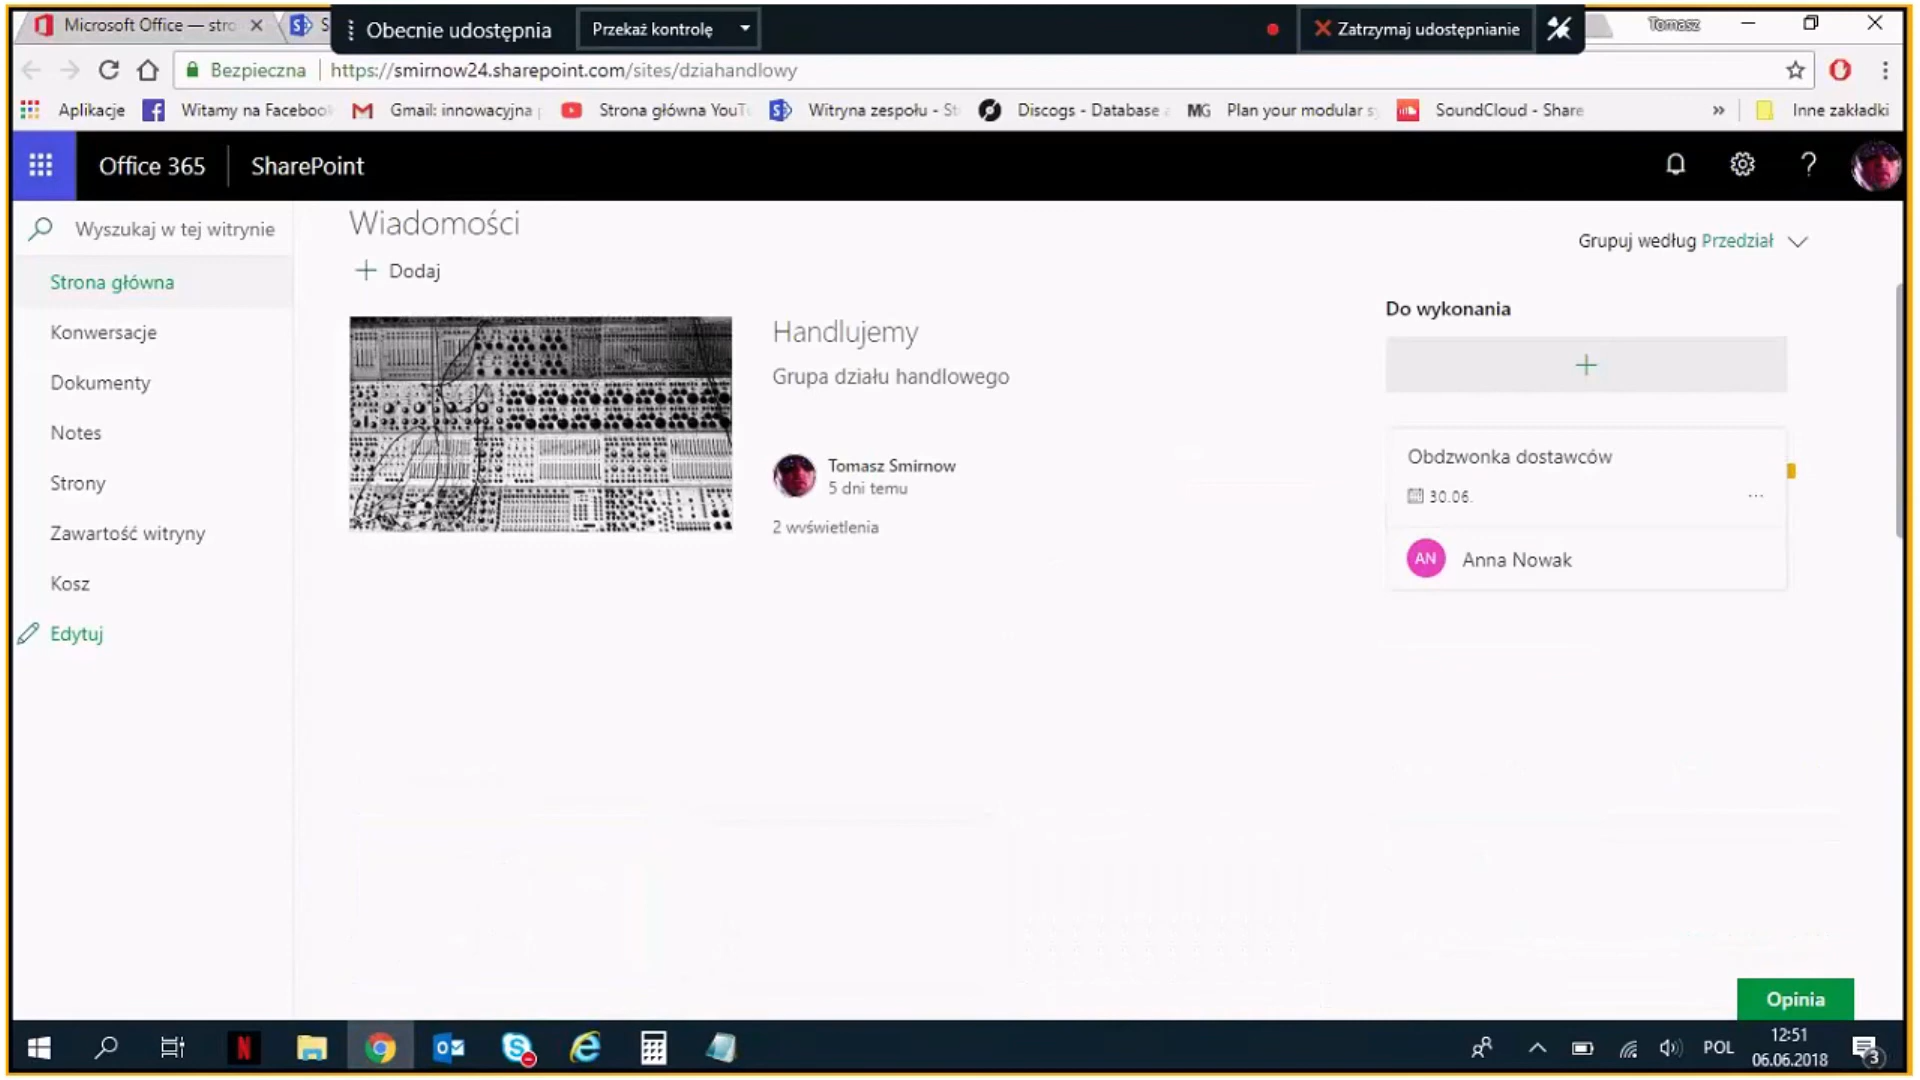 Microsoft Office — stro
S
Obecnie udostępnia
Przekaż kontrolę
Zatrzymaj udostępnianie
Tomasz
Bezpieczna
https://smirnow24.sharepoint.com/sites/dziahandlowy
Aplikacje
Witamy na Facebook
Gmail: innowacyjna
Strona główna YouT
Witryna zespołu - St
Discogs - Database a
MG Plan your modular sy
SoundCloud - Share
»
Inne zakładki
Office 365
SharePoint
?
Wyszukaj w tej witrynie
Strona główna
Konwersacje
Dokumenty
Notes
Strony
Zawartość witryny
Kosz
Edytuj
Wiadomości
+ Dodaj
Handlujemy
Grupa działu handlowego
Tomasz Smirnow
5 dni temu
2 wyświetlenia
Grupuj według Przedział
Do wykonania
+
Obdzwonka dostawców
30.06.
...
AN Anna Nowak
Opinia
POL
12:51
06.06.2018
3